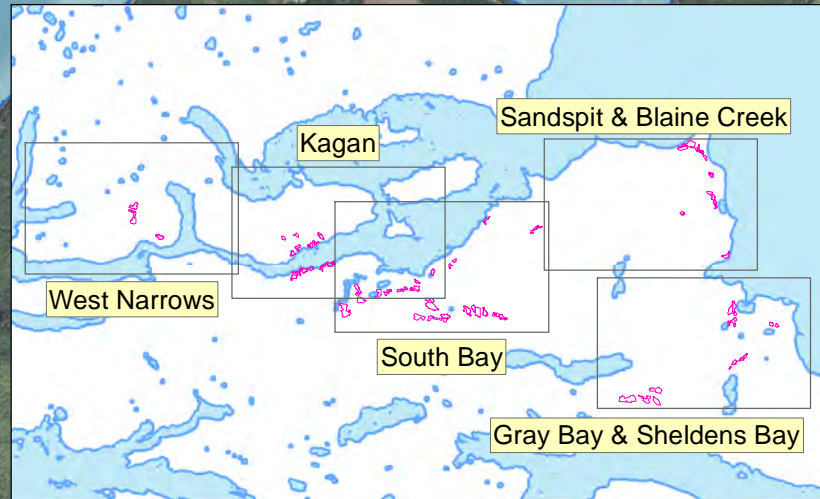 Sandspit & Blaine Creek
Kagan
West Narrows
South Bay
Gray Bay & Sheldens Bay